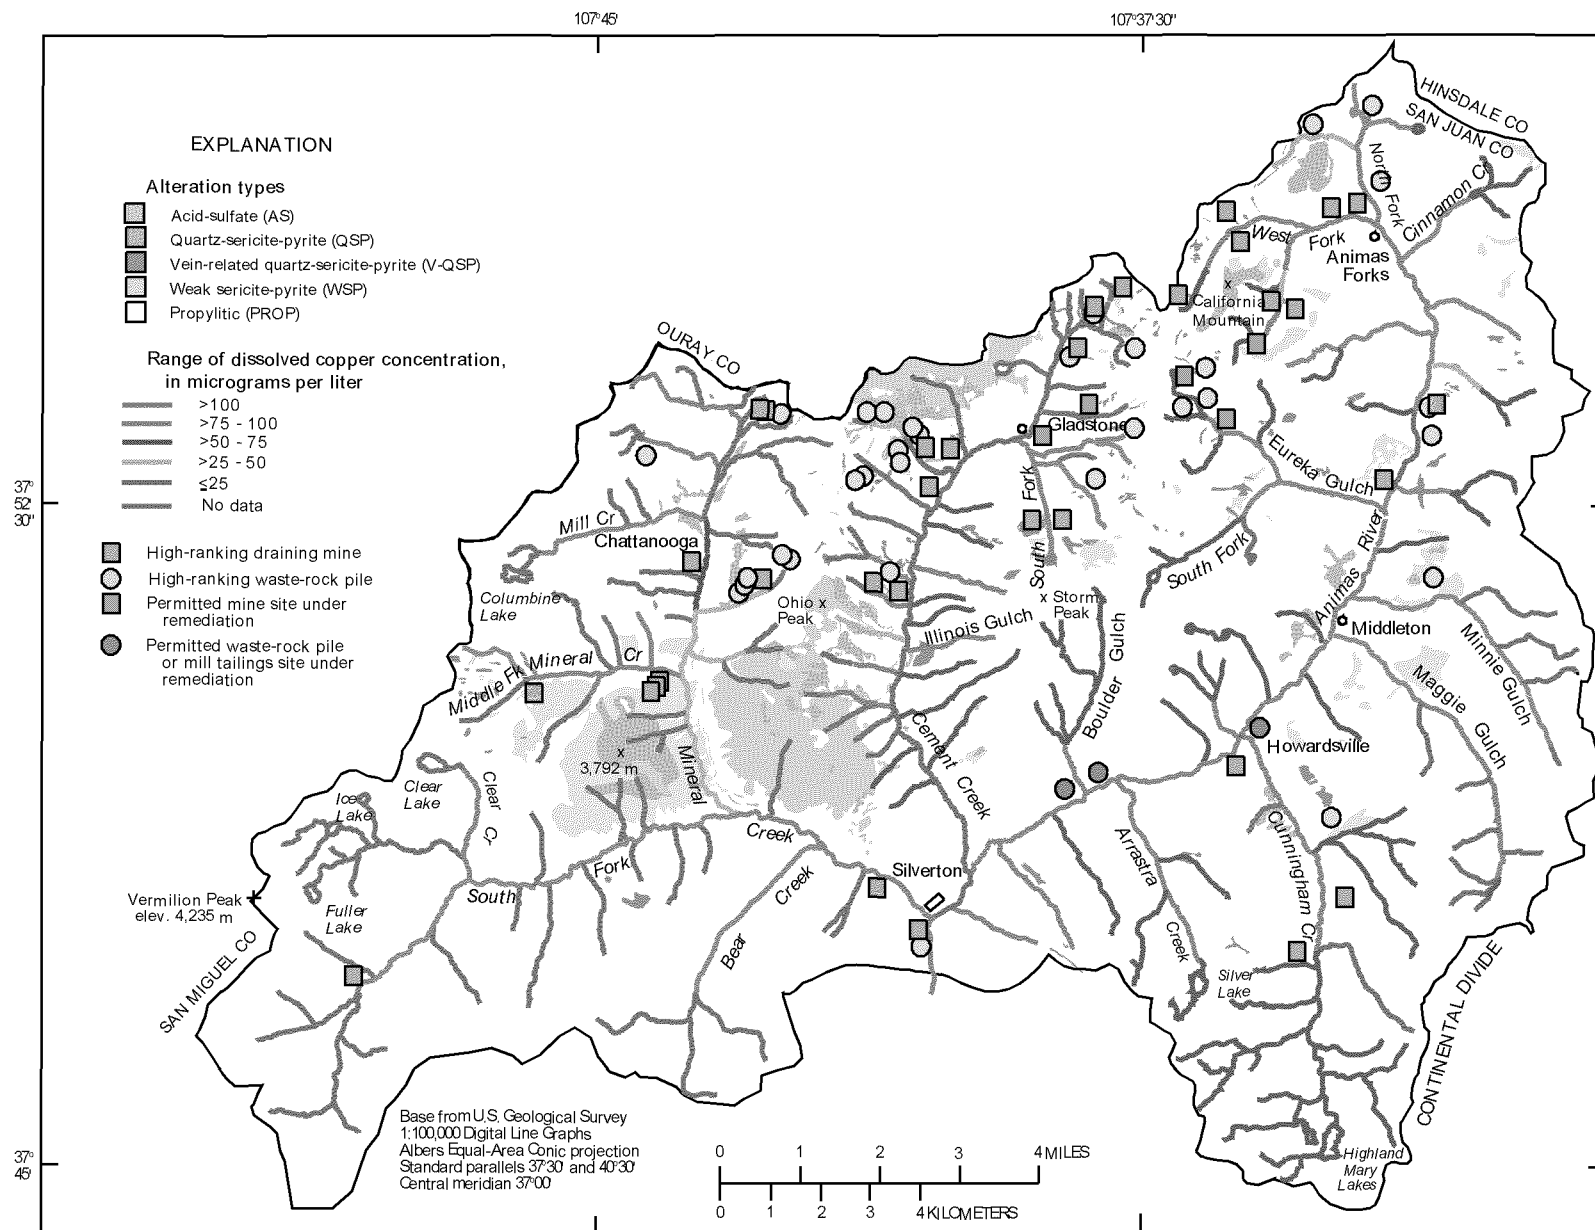 107°45'
107°37'30"
HINSDALE CO
SAN JUAN CO
EXPLANATION
Alteration types
Acid-sulfate (AS)
Quartz-sericite-pyrite (QSP)
Vein-related quartz-sericite-pyrite (V-QSP)
Weak sericite-pyrite (WSP)
Propylitic (PROP)
Range of dissolved copper concentration,
in micrograms per liter
>100
>75 - 100
>50 - 75
>25 - 50
≤25
No data
High-ranking draining mine
High-ranking waste-rock pile
Permitted mine site under
remediation
Permitted waste-rock pile
or mill tailings site under
remediation
North Fork
Cinnamon Cr
West Fork
Animas
Forks
x
California
Mountain
OURAY CO
Gladstone
Eureka Gulch
37°
52'
30"
Mill Cr
Chattanooga
South Fork
South Fork
Animas River
Columbine
Lake
Ohio x
Peak
x Storm
Peak
Illinois Gulch
Boulder Gulch
Middleton
Minnie Gulch
Middle Fk Mineral Cr
Maggie Gulch
Cement Creek
Howardsville
x
3,792 m
Mineral Creek
Clear
Lake
Clear Cr
Ice
Lake
Cunningham Cr
Arrastra Creek
South Fork
Silverton
Vermilion Peak
elev. 4,235 m
Fuller
Lake
Bear Creek
Silver
Lake
SAN MIGUEL CO
CONTINENTAL DIVIDE
Highland
Mary
Lakes
37°
45'
Base from U.S. Geological Survey
1:100,000 Digital Line Graphs
Albers Equal-Area Conic projection
Standard parallels 37°30' and 40°30'
Central meridian 37°00'
0 1 2 3 4 MILES
0 1 2 3 4 KILOMETERS